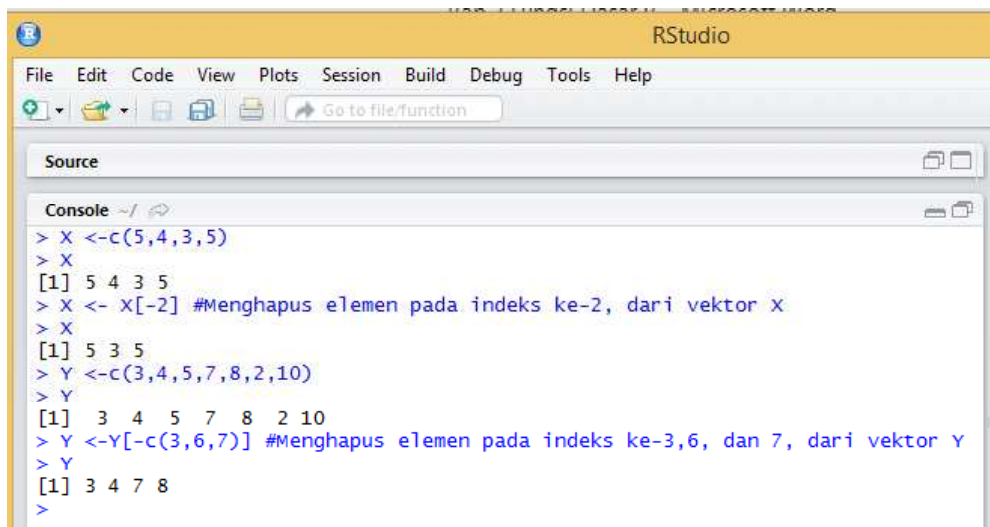 RStudio
File Edit Code View Plots Session Build Debug Tools Help
Go to file/function
Source
Console ~/
> X <-c(5,4,3,5)
> X
[1] 5 4 3 5
> X <- X[-2] #Menghapus elemen pada indeks ke-2, dari vektor X
> X
[1] 5 3 5
> Y <-c(3,4,5,7,8,2,10)
> Y
[1]  3  4  5  7  8  2 10
> Y <-Y[-c(3,6,7)] #Menghapus elemen pada indeks ke-3,6, dan 7, dari vektor Y
> Y
[1] 3 4 7 8
>